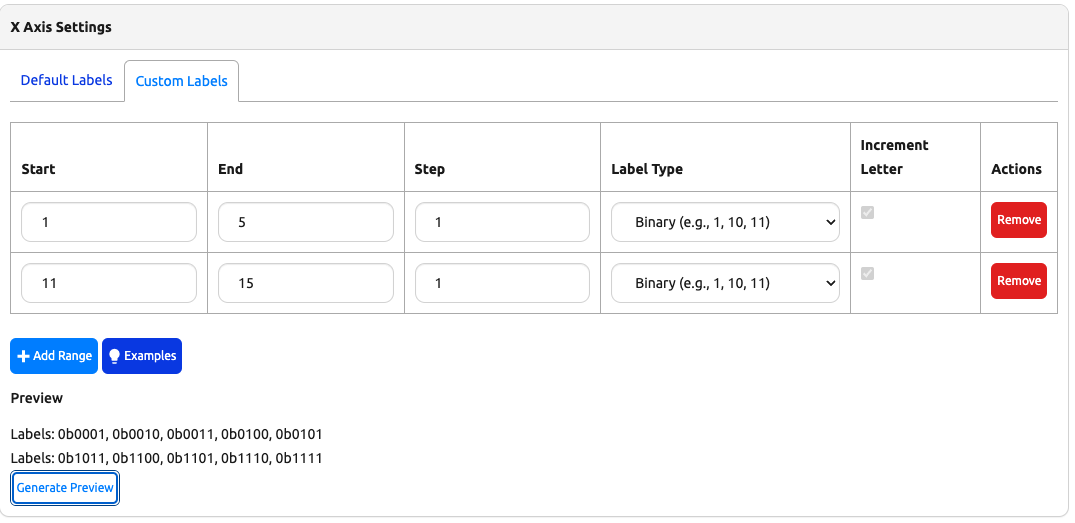 X Axis Settings
Default Labels Custom Labels
Start End Step Label Type Increment Letter Actions
1 5 1 Binary (e.g., 1, 10, 11) Remove
11 15 1 Binary (e.g., 1, 10, 11) Remove
Add Range Examples
Preview
Labels: 0b0001, 0b0010, 0b0011, 0b0100, 0b0101
Labels: 0b1011, 0b1100, 0b1101, 0b1110, 0b1111
Generate Preview